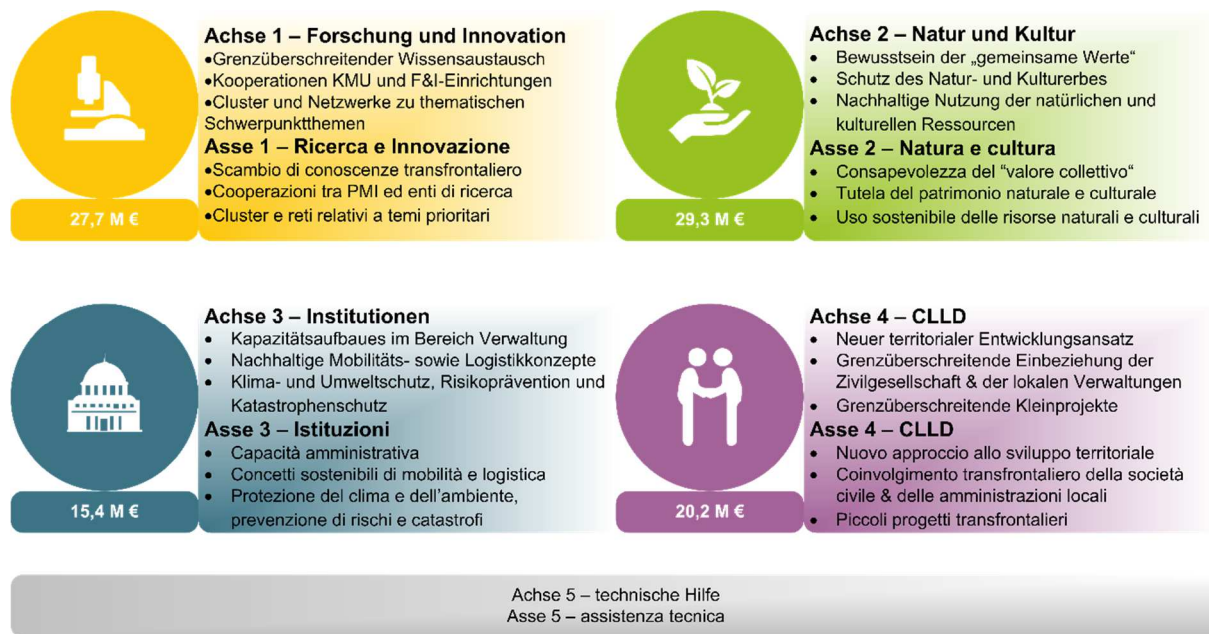 Achse 1 – Forschung und Innovation
•Grenzüberschreitender Wissensaustausch
•Kooperationen KMU und F&I-Einrichtungen
•Cluster und Netzwerke zu thematischen
Schwerpunktthemen
Asse 1 – Ricerca e Innovazione
•Scambio di conoscenze transfrontaliero
•Cooperazioni tra PMI ed enti di ricerca
•Cluster e reti relativi a temi prioritari
27,7 M €
Achse 2 – Natur und Kultur
• Bewusstsein der „gemeinsame Werte“
• Schutz des Natur- und Kulturerbes
• Nachhaltige Nutzung der natürlichen und
kulturellen Ressourcen
Asse 2 – Natura e cultura
• Consapevolezza del “valore collettivo“
• Tutela del patrimonio naturale e culturale
• Uso sostenibile delle risorse naturali e culturali
29,3 M €
Achse 3 – Institutionen
• Kapazitätsaufbaues im Bereich Verwaltung
• Nachhaltige Mobilitäts- sowie Logistikkonzepte
• Klima- und Umweltschutz, Risikoprävention und
Katastrophenschutz
Asse 3 – Istituzioni
• Capacità amministrativa
• Concetti sostenibili di mobilità e logistica
• Protezione del clima e dell’ambiente,
prevenzione di rischi e catastrofi
15,4 M €
Achse 4 – CLLD
• Neuer territorialer Entwicklungsansatz
• Grenzüberschreitende Einbeziehung der
Zivilgesellschaft & der lokalen Verwaltungen
• Grenzüberschreitende Kleinprojekte
Asse 4 – CLLD
• Nuovo approccio allo sviluppo territoriale
• Coinvolgimento transfrontaliero della società
civile & delle amministrazioni locali
• Piccoli progetti transfrontalieri
20,2 M €
Achse 5 – technische Hilfe
Asse 5 – assistenza tecnica